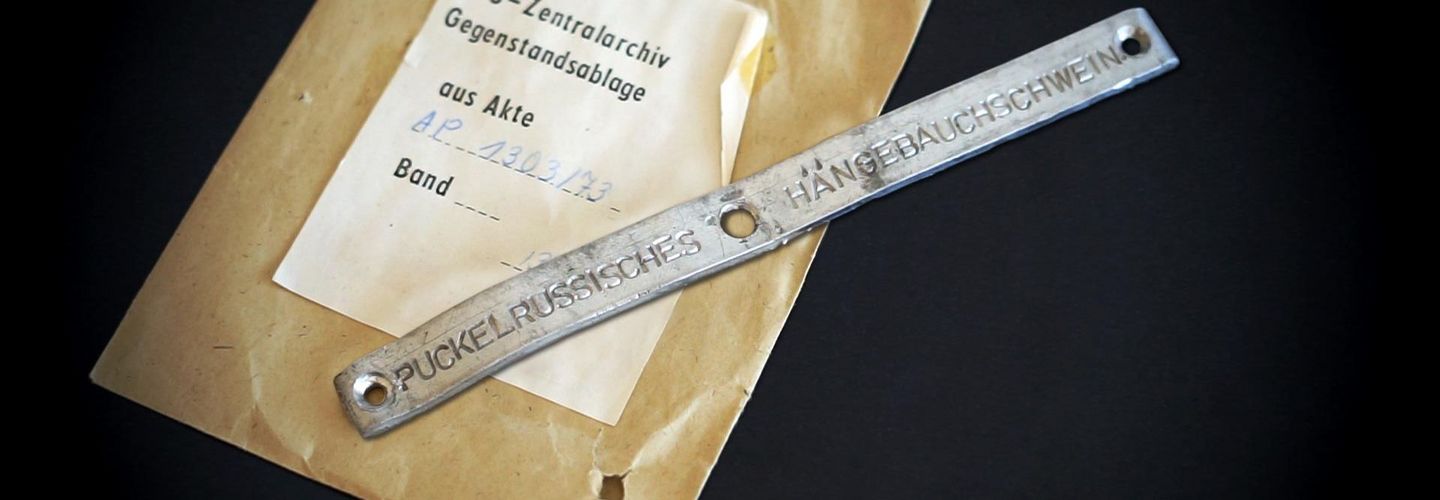 g-Zentralarchiv
Gegenstandsablage
aus Akte
AP 1303/73
Band
PUCKELRUSSISCHES HÄNGEBAUCHSCHWEIN